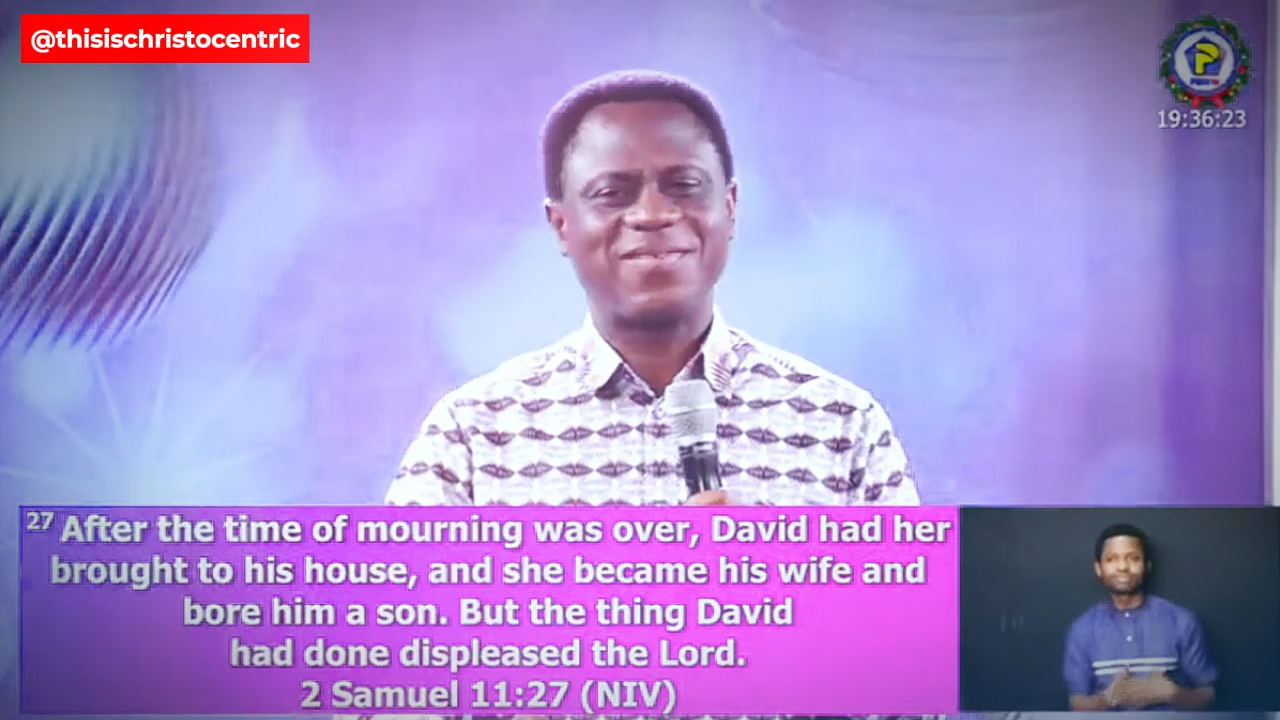 @thisischristocentric
P
19:36:23
27 After the time of mourning was over, David had her
brought to his house, and she became his wife and
bore him a son. But the thing David
had done displeased the Lord.
2 Samuel 11:27 (NIV)